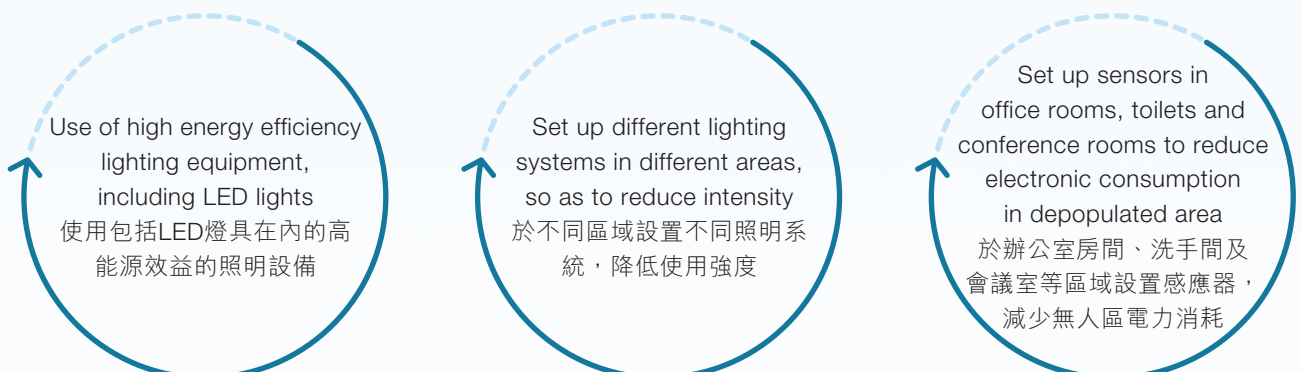 Use of high energy efficiency
lighting equipment,
including LED lights
使用包括LED燈具在內的高
能源效益的照明設備
Set up different lighting
systems in different areas,
so as to reduce intensity
於不同區域設置不同照明系
統，降低使用強度
Set up sensors in
office rooms, toilets and
conference rooms to reduce
electronic consumption
in depopulated area
於辦公室房間、洗手間及
會議室等區域設置感應器，
減少無人區電力消耗